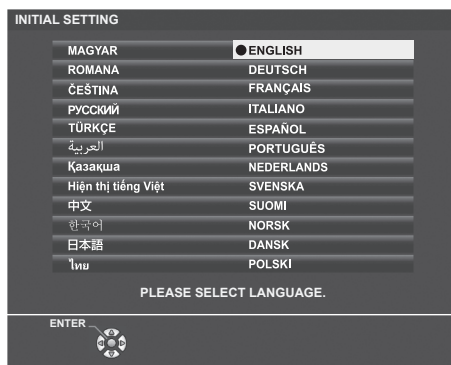 INITIAL SETTING
MAGYAR
ROMANA
ČEŠTINA
РУССКИЙ
TÜRKÇE
العربية
Қазақша
Hiện thị tiếng Việt
中文
한국어
日本語
ไทย
ENGLISH
DEUTSCH
FRANÇAIS
ITALIANO
ESPAÑOL
PORTUGUÊS
NEDERLANDS
SVENSKA
SUOMI
NORSK
DANSK
POLSKI
PLEASE SELECT LANGUAGE.
ENTER